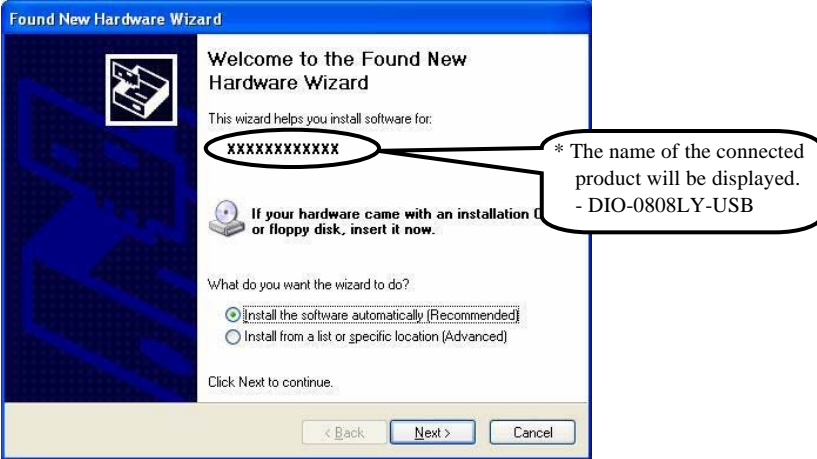 Found New Hardware Wizard
Welcome to the Found New
Hardware Wizard
This wizard helps you install software for:
XXXXXXXXXXXX
* The name of the connected
product will be displayed.
- DIO-0808LY-USB
If your hardware came with an installation
or floppy disk, insert it now.
What do you want the wizard to do?
Install the software automatically (Recommended)
Install from a list or specific location (Advanced)
Click Next to continue.
< Back
Next >
Cancel